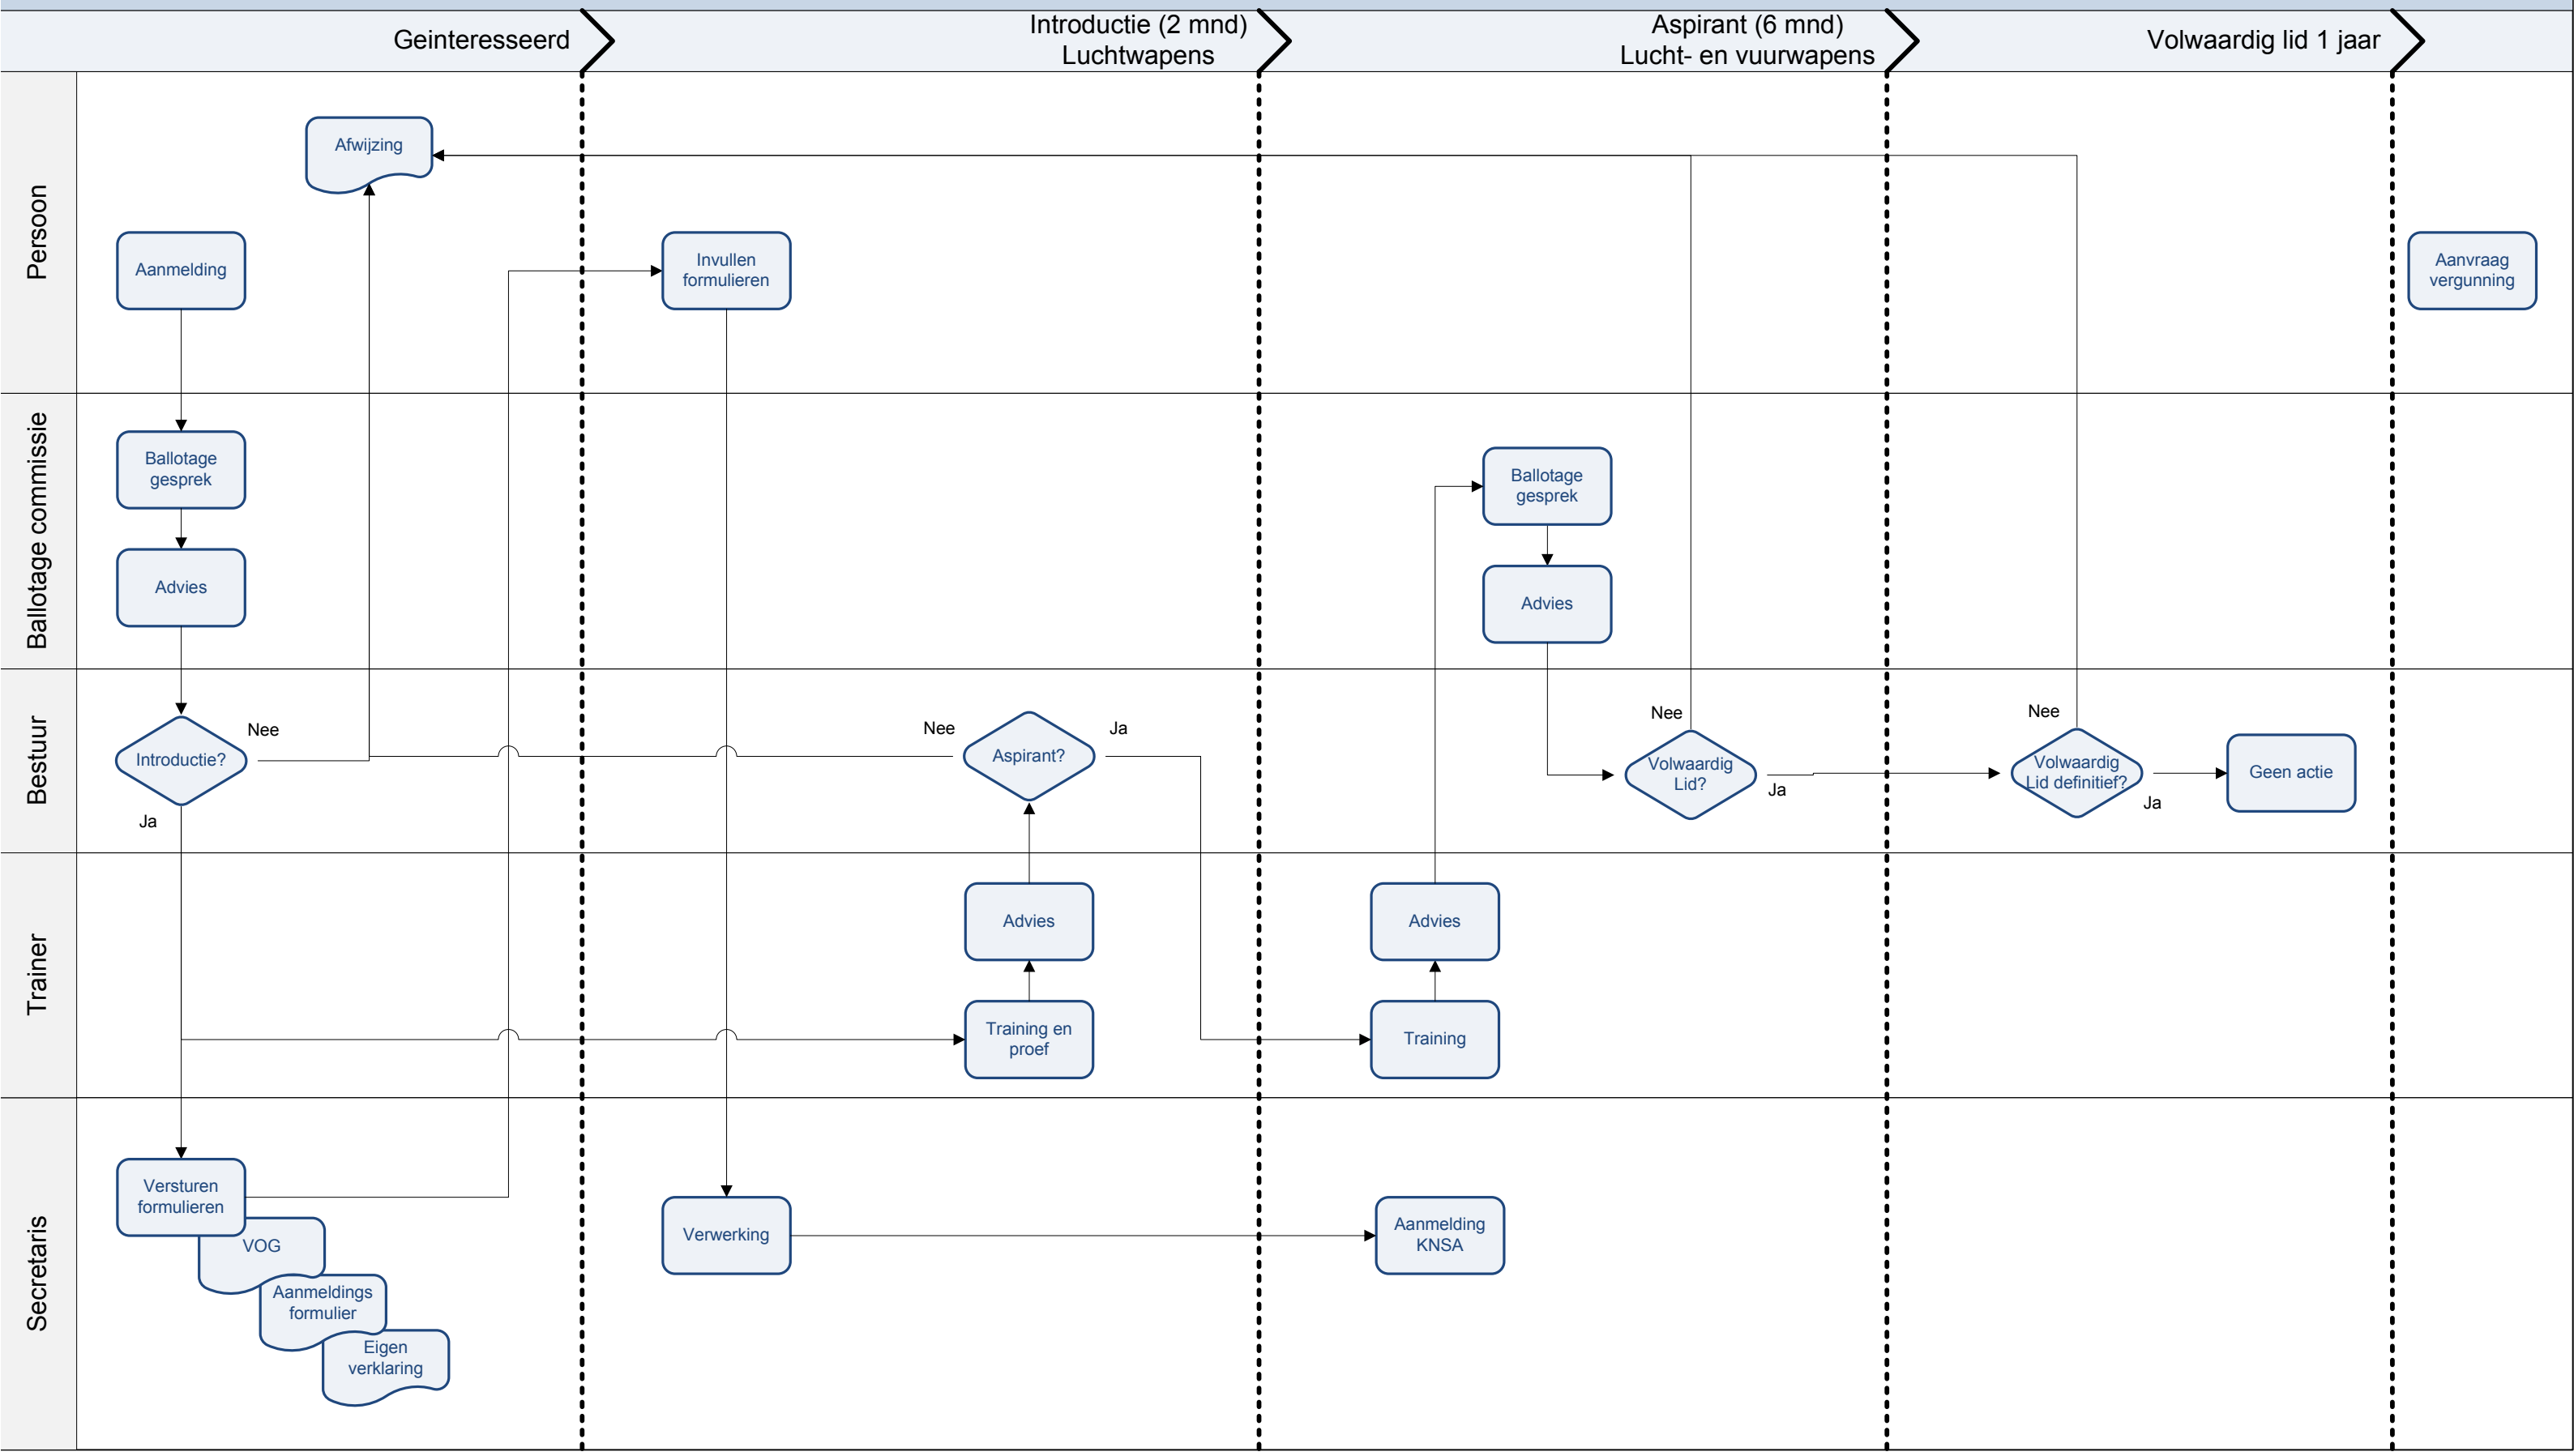 Geinteresseerd
Introductie (2 mnd)
Luchtwapens
Aspirant (6 mnd)
Lucht- en vuurwapens
Volwaardig lid 1 jaar
Persoon
Afwijzing
Aanmelding
Invullen
formulieren
Aanvraag
vergunning
Ballotage commissie
Ballotage
gesprek
Advies
Ballotage
gesprek
Advies
Bestuur
Introductie?
Nee
Ja
Nee
Aspirant?
Ja
Nee
Volwaardig
Lid?
Ja
Nee
Volwaardig
Lid definitief?
Ja
Geen actie
Trainer
Advies
Training en
proef
Advies
Training
Secretaris
Versturen
formulieren
VOG
Aanmeldings
formulier
Eigen
verklaring
Verwerking
Aanmelding
KNSA